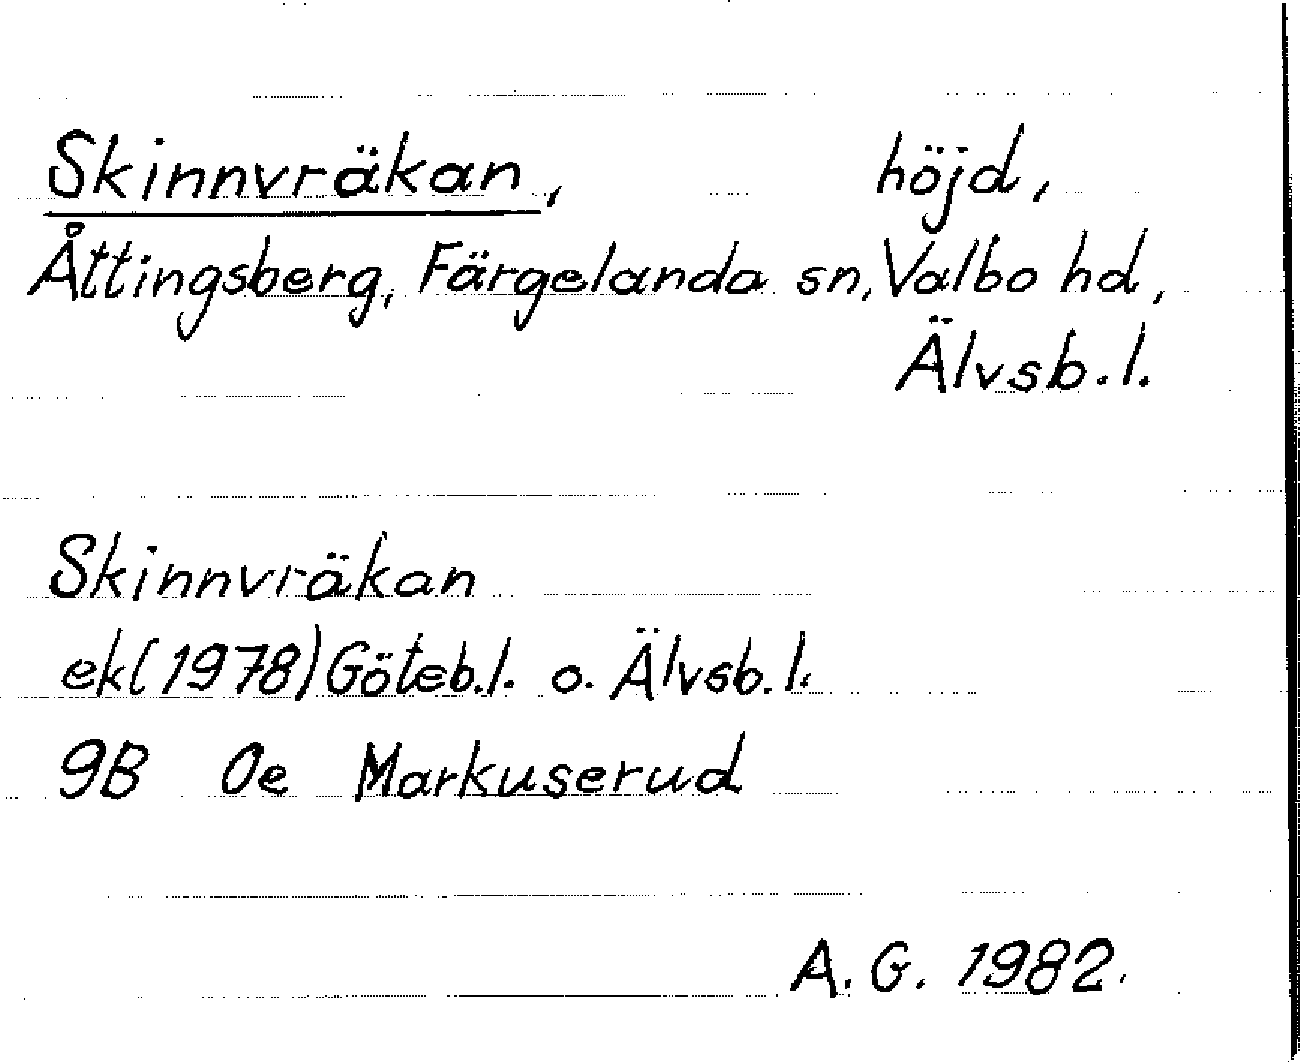 Skinnvräkan, höjd,
Åttingsberg, Färgelanda sn, Valbo hd,
Älvsb. l.
Skinnvräkan
ek (1978) Göteb. l. o. Älvsb. l.
9B 0e Markuserud
A. G. 1982.